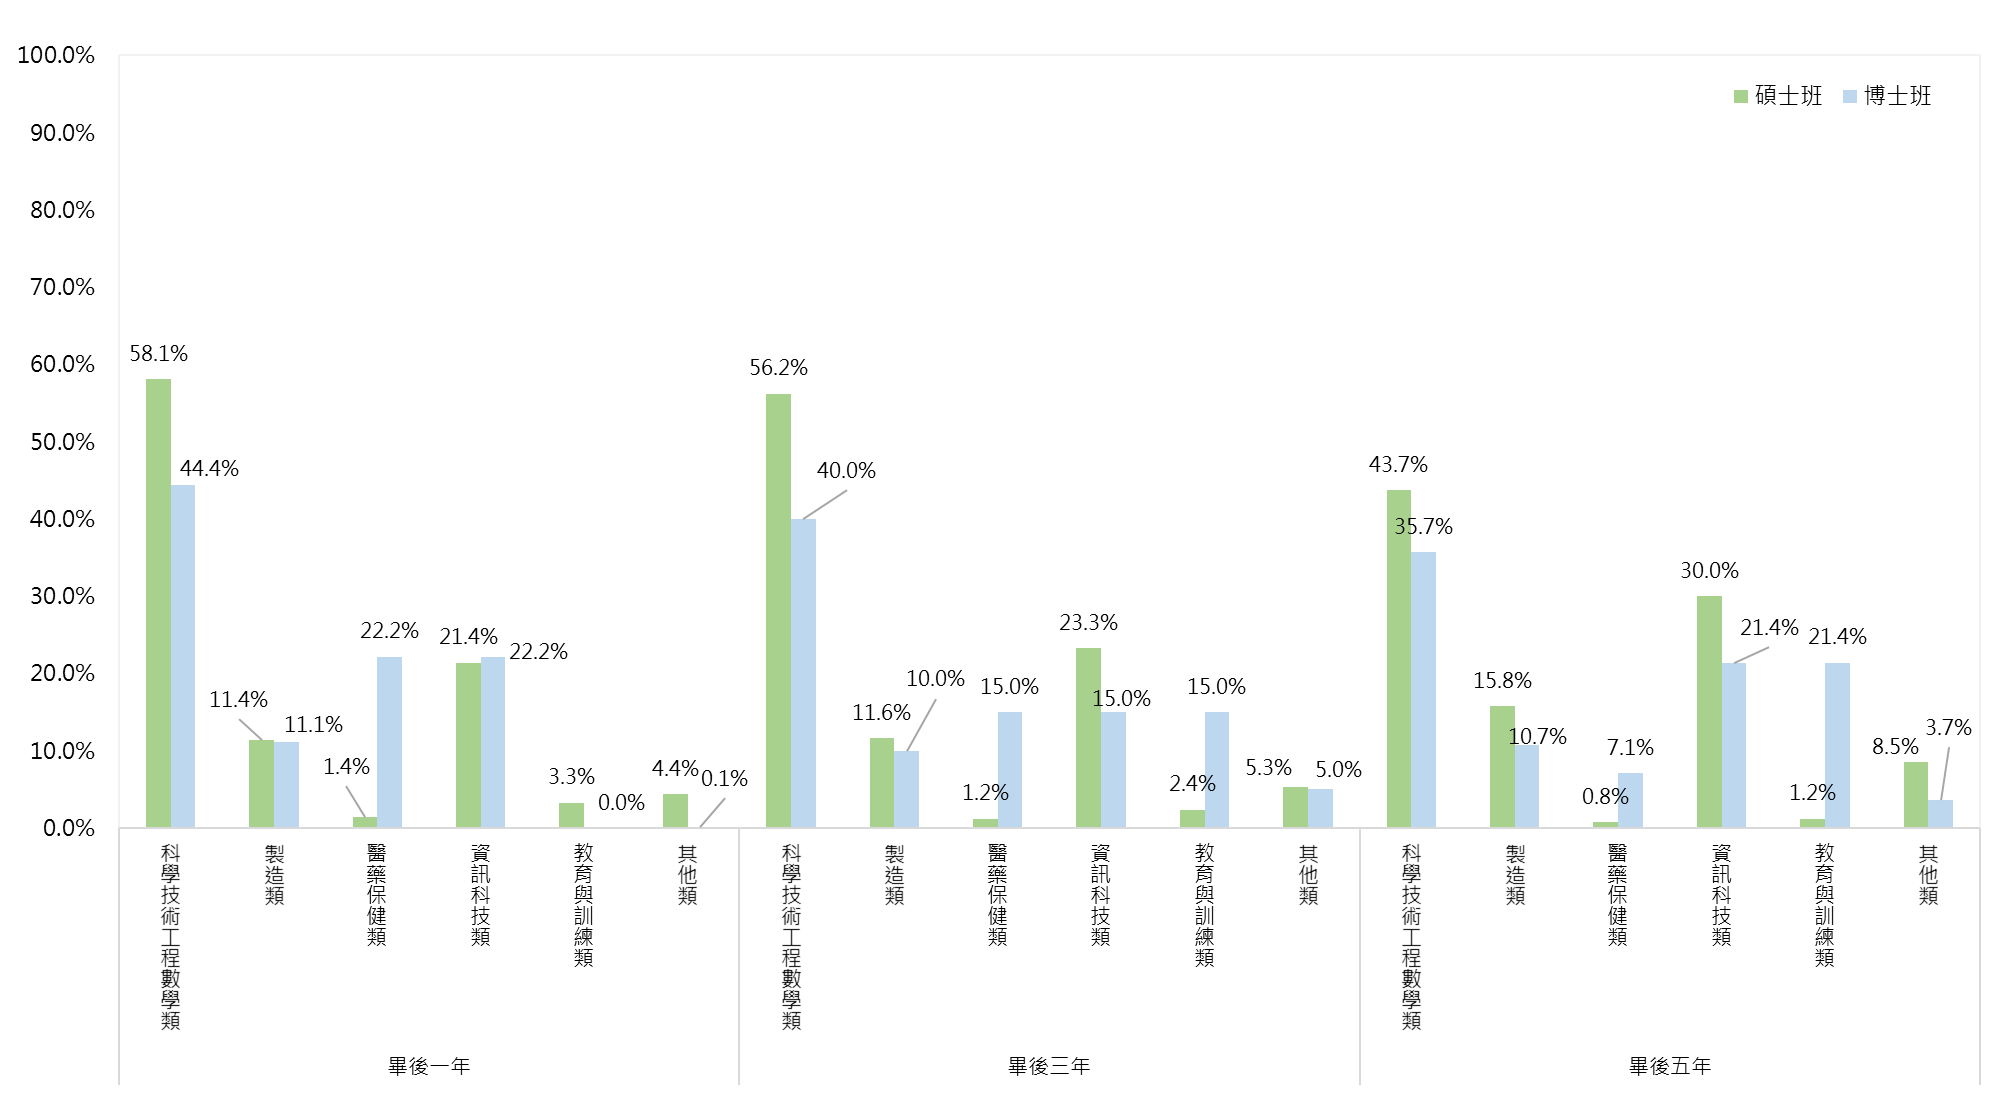 100.0%
90.0%
80.0%
70.0%
60.0%
50.0%
40.0%
30.0%
20.0%
10.0%
0.0%
碩士班
博士班
58.1%
44.4%
11.4%
11.1%
1.4%
22.2%
21.4%
22.2%
3.3%
0.0%
4.4%
0.1%
56.2%
40.0%
11.6%
10.0%
1.2%
15.0%
23.3%
15.0%
2.4%
15.0%
5.3%
5.0%
43.7%
35.7%
15.8%
10.7%
0.8%
7.1%
30.0%
21.4%
1.2%
21.4%
8.5%
3.7%
科學技術工程數學類
製造類
醫藥保健類
資訊科技類
教育與訓練類
其他類
科學技術工程數學類
製造類
醫藥保健類
資訊科技類
教育與訓練類
其他類
科學技術工程數學類
製造類
醫藥保健類
資訊科技類
教育與訓練類
其他類
畢後一年
畢後三年
畢後五年